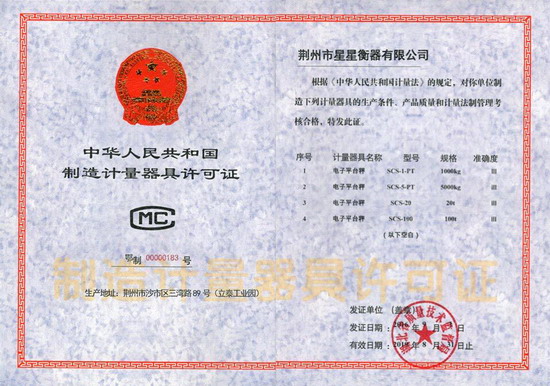 中华人民共和国
制造计量器具许可证
CMC
鄂制 00000183 号
制造计量器具许可证
生产地址：荆州市沙市区三湾路89号（立泰工业园）
荆州市星星衡器有限公司
根据《中华人民共和国计量法》的规定，对你单位制
造下列计量器具的生产条件、产品质量和计量法制管理考
核合格，特发此证。
序号 计量器具名称 型号 规格 准确度
1 电子平台秤 SCS-1-PT 1000kg III
2 电子平台秤 SCS-5-PT 5000kg III
3 电子平台秤 SCS-20 20t III
4 电子平台秤 SCS-100 100t III
（以下空白）
发证单位（盖章）
发证日期
有效日期 8 31日止